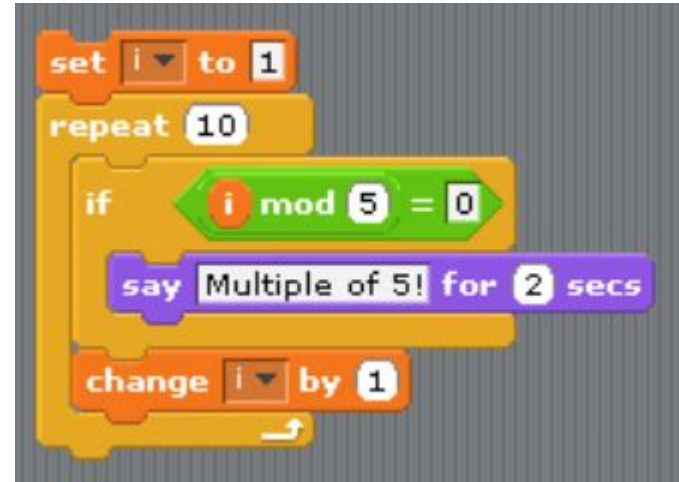 set i to 1
repeat 10
if i mod 5 = 0
say Multiple of 5! for 2 secs
change i by 1